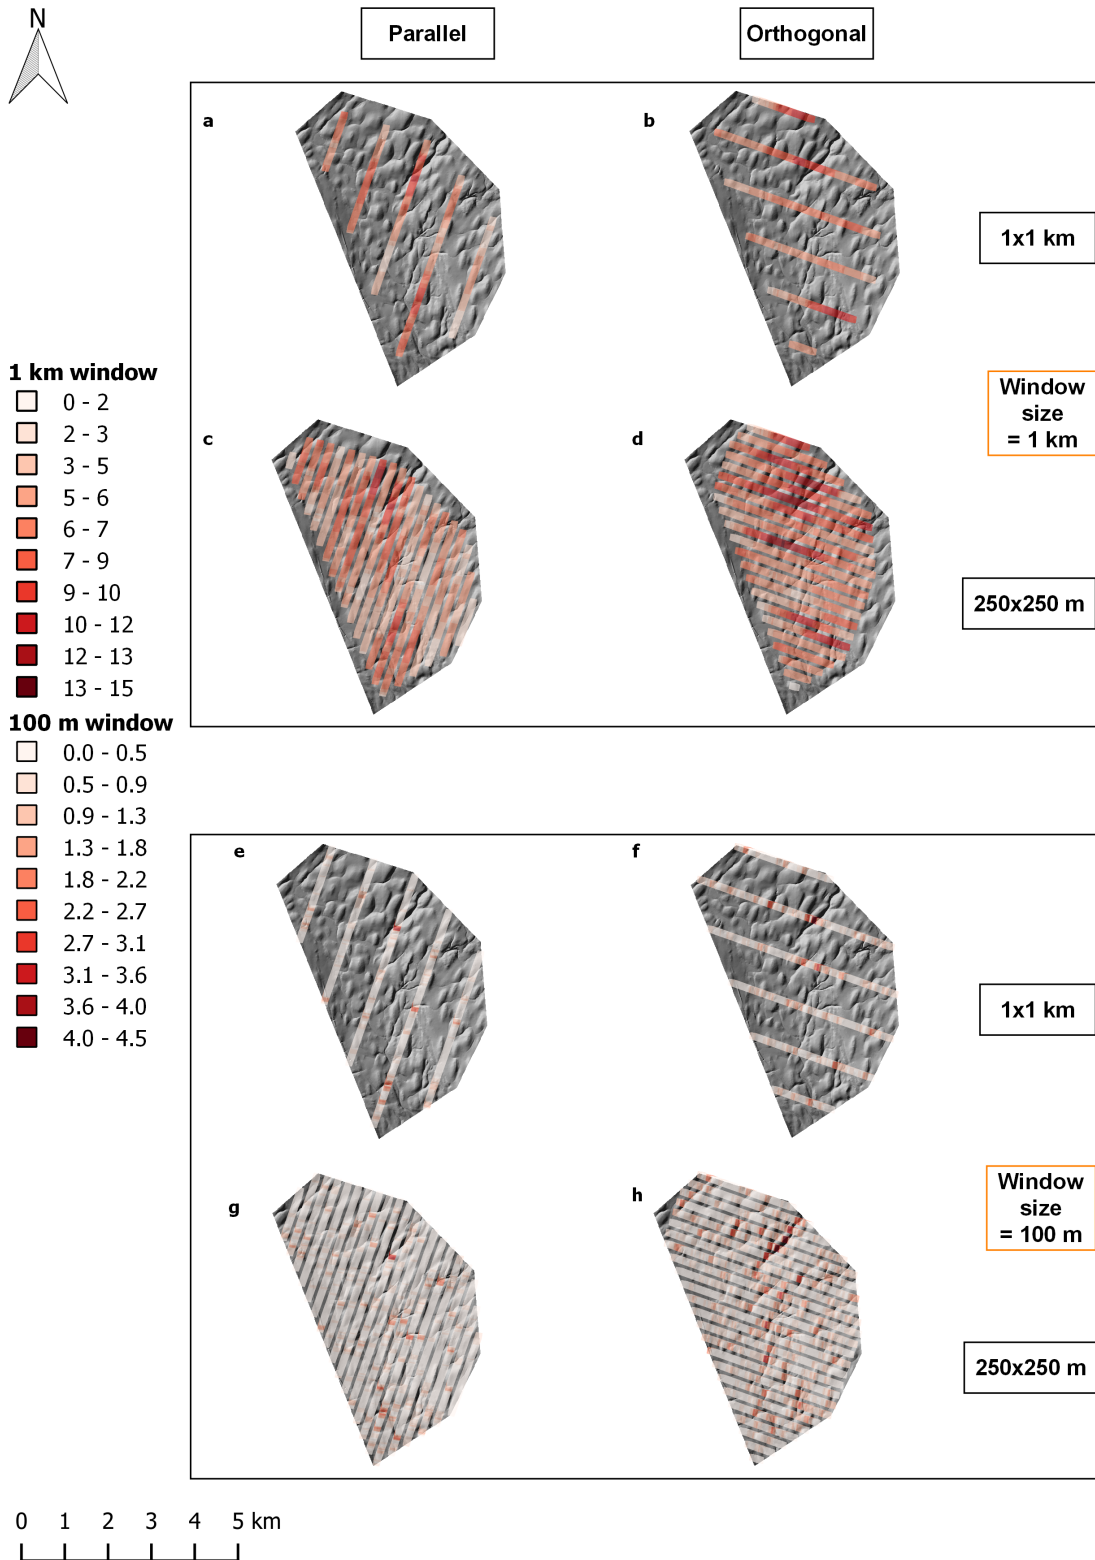 N
Parallel
Orthogonal
a
b
1x1 km
1 km window
0 - 2
2 - 3
3 - 5
5 - 6
6 - 7
7 - 9
9 - 10
10 - 12
12 - 13
13 - 15
Window
size
= 1 km
c
d
250x250 m
100 m window
0.0 - 0.5
0.5 - 0.9
0.9 - 1.3
1.3 - 1.8
1.8 - 2.2
2.2 - 2.7
2.7 - 3.1
3.1 - 3.6
3.6 - 4.0
4.0 - 4.5
e
f
1x1 km
Window
size
= 100 m
g
h
250x250 m
0 1 2 3 4 5 km